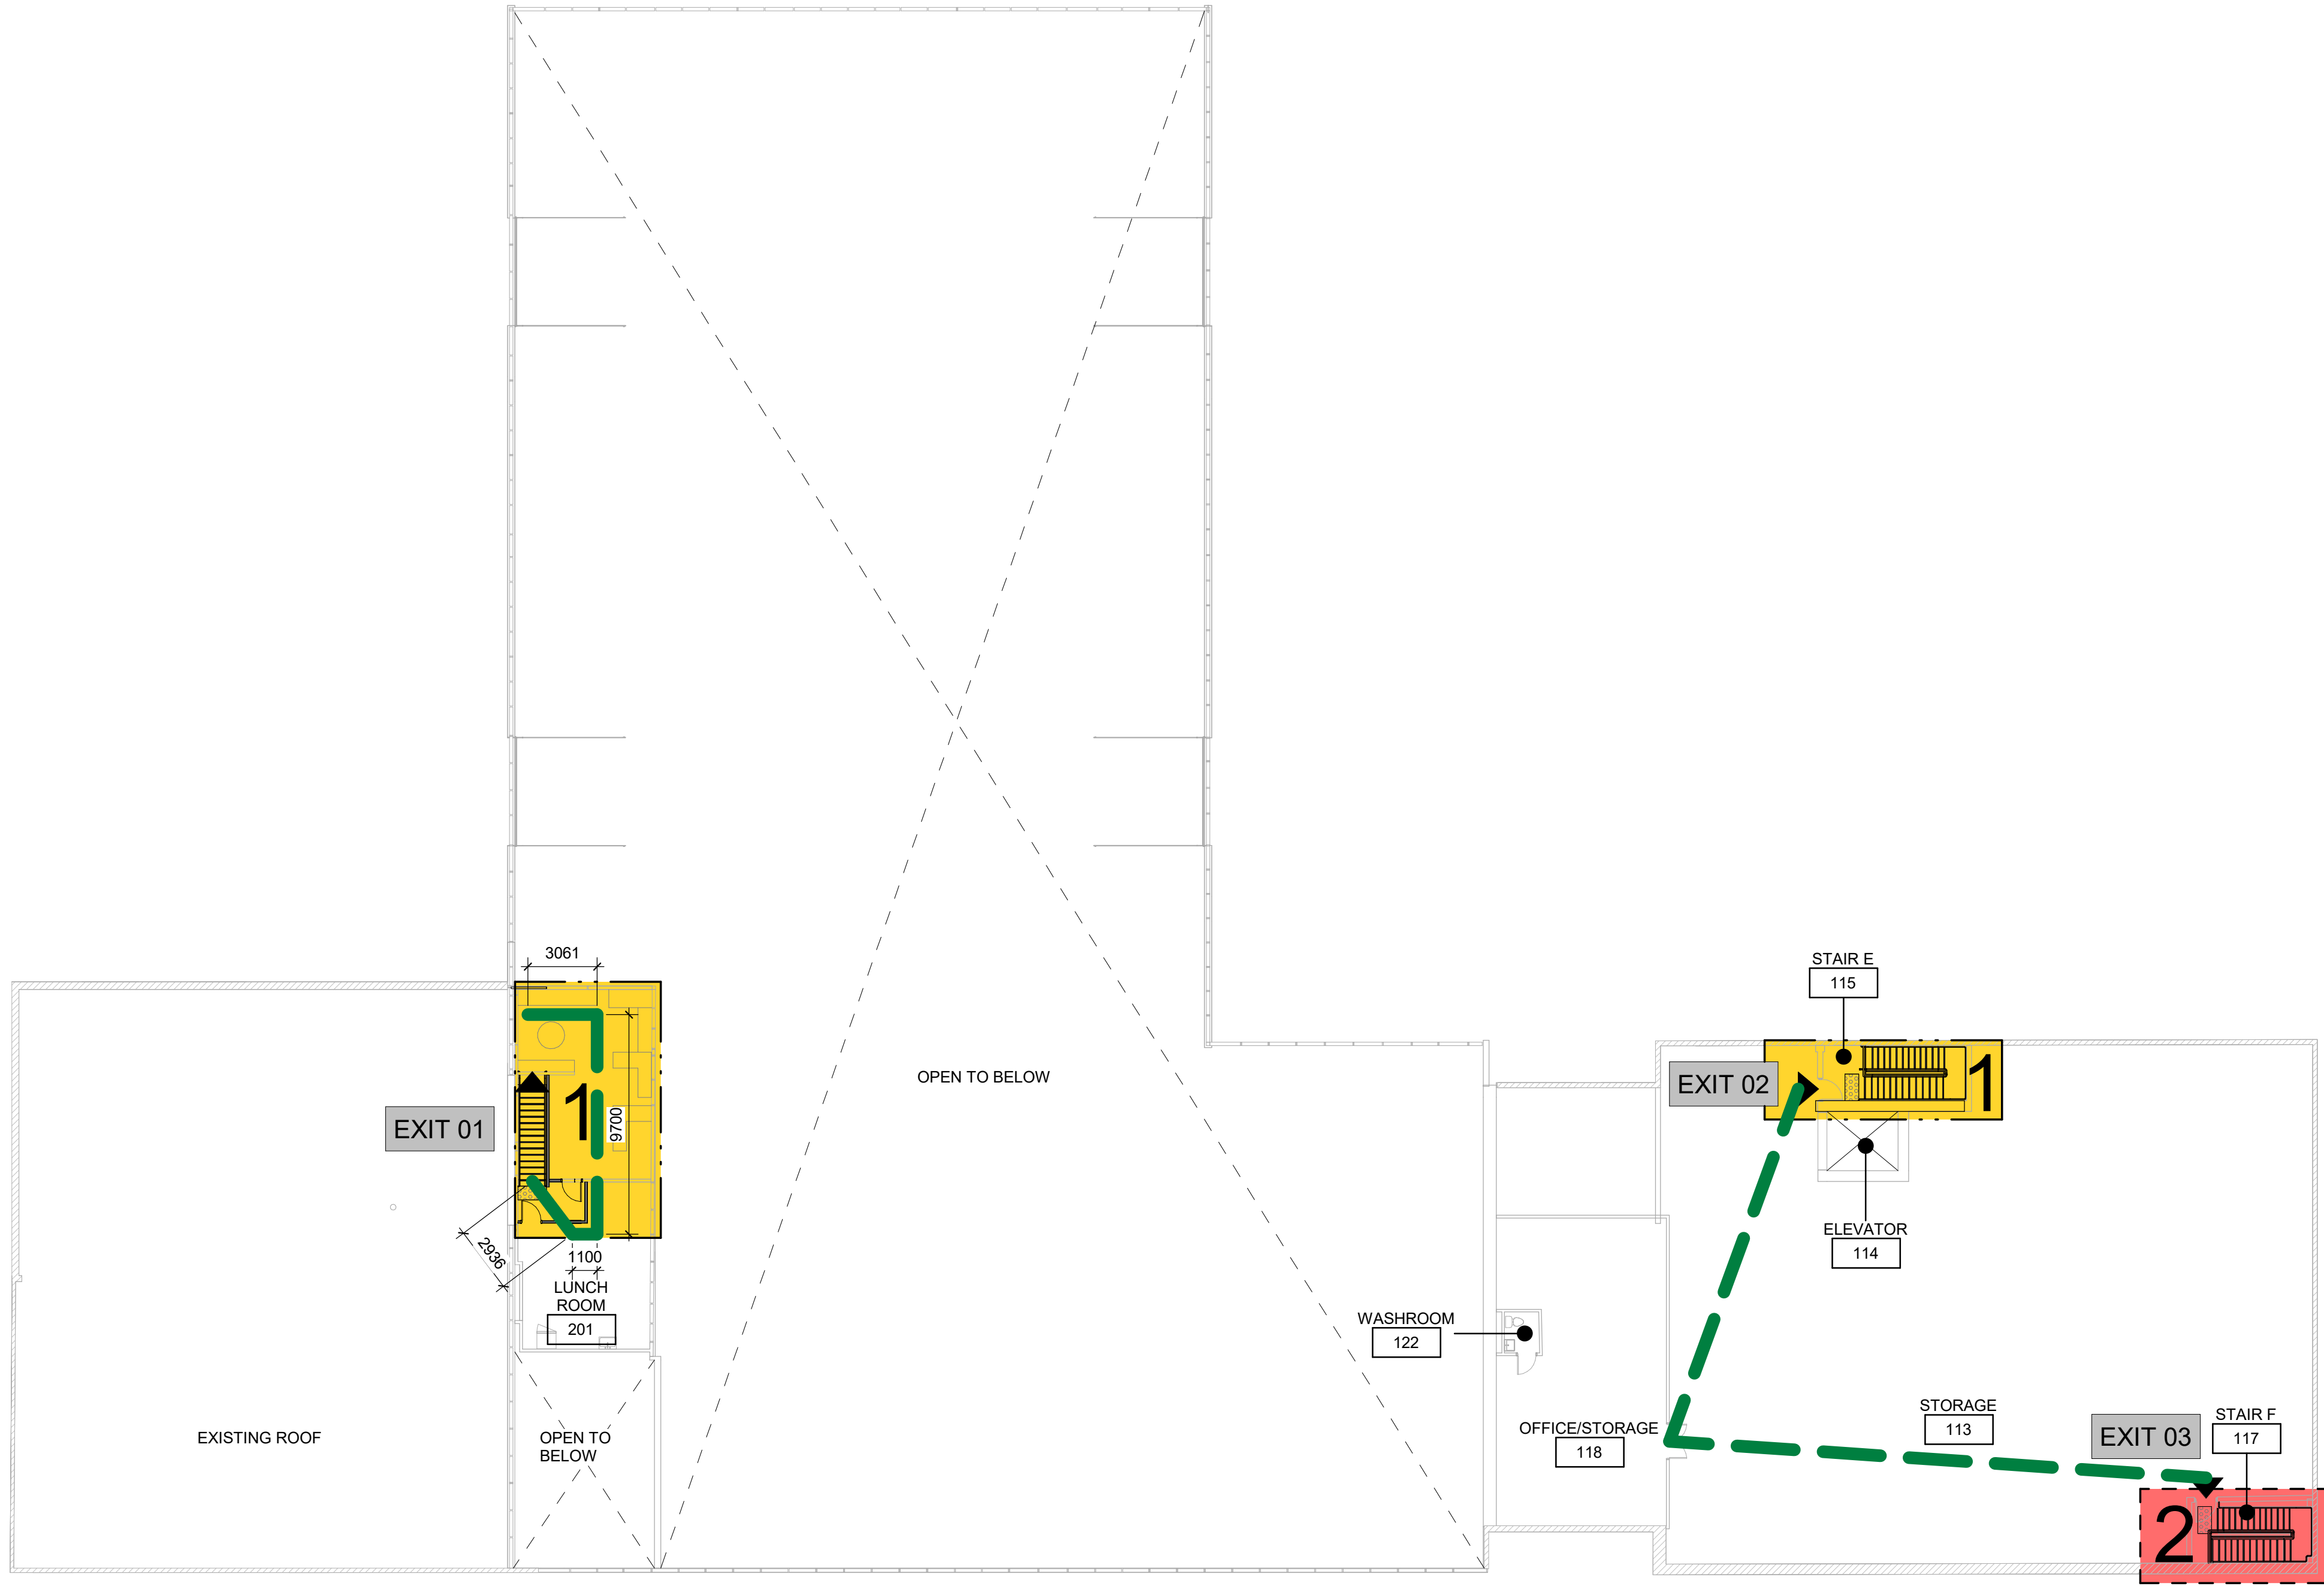 3061
STAIR E
115
EXIT 02
1
EXIT 01
1
9700
OPEN TO BELOW
2936
1100
LUNCH
ROOM
201
ELEVATOR
114
WASHROOM
122
EXISTING ROOF
OPEN TO
BELOW
OFFICE/STORAGE
118
STORAGE
113
EXIT 03
STAIR F
117
2